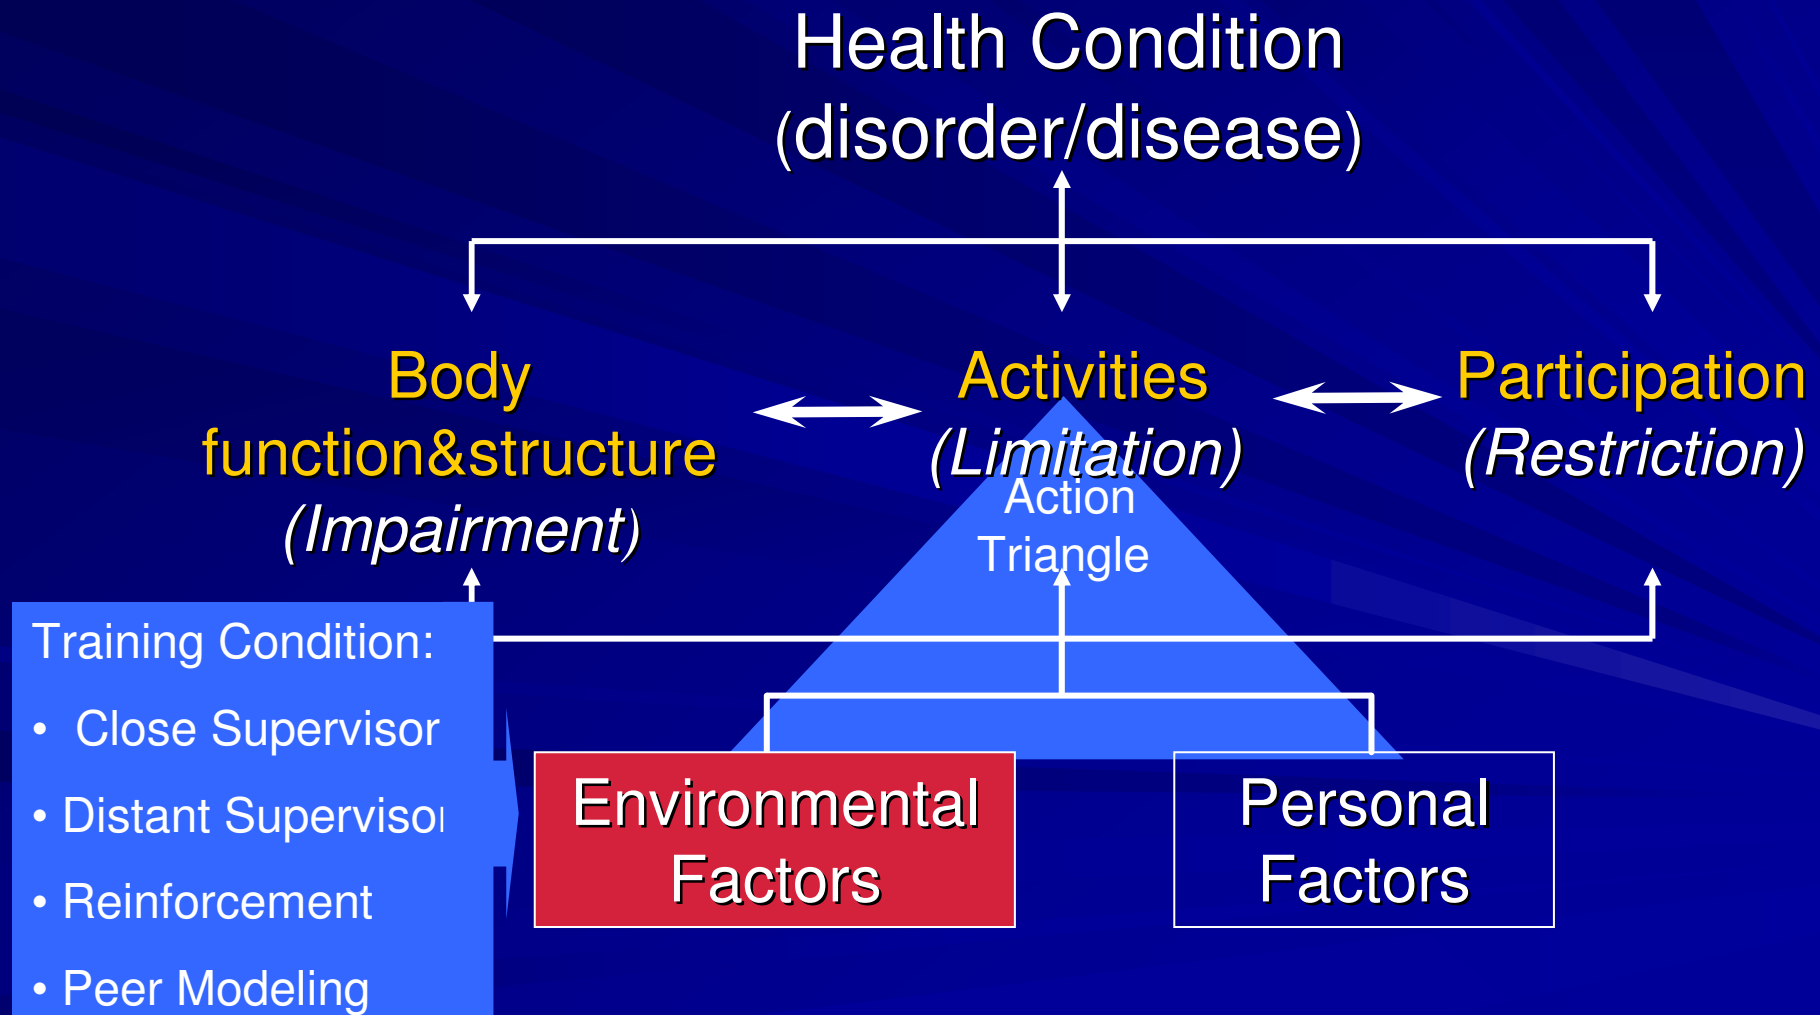 Health Condition
(disorder/disease)
Body
function&structure
(Impairment)
Activities
(Limitation)
Participation
(Restriction)
Action
Triangle
Training Condition:
• Close Supervisor
• Distant Supervisor
• Reinforcement
• Peer Modeling
Environmental
Factors
Personal
Factors